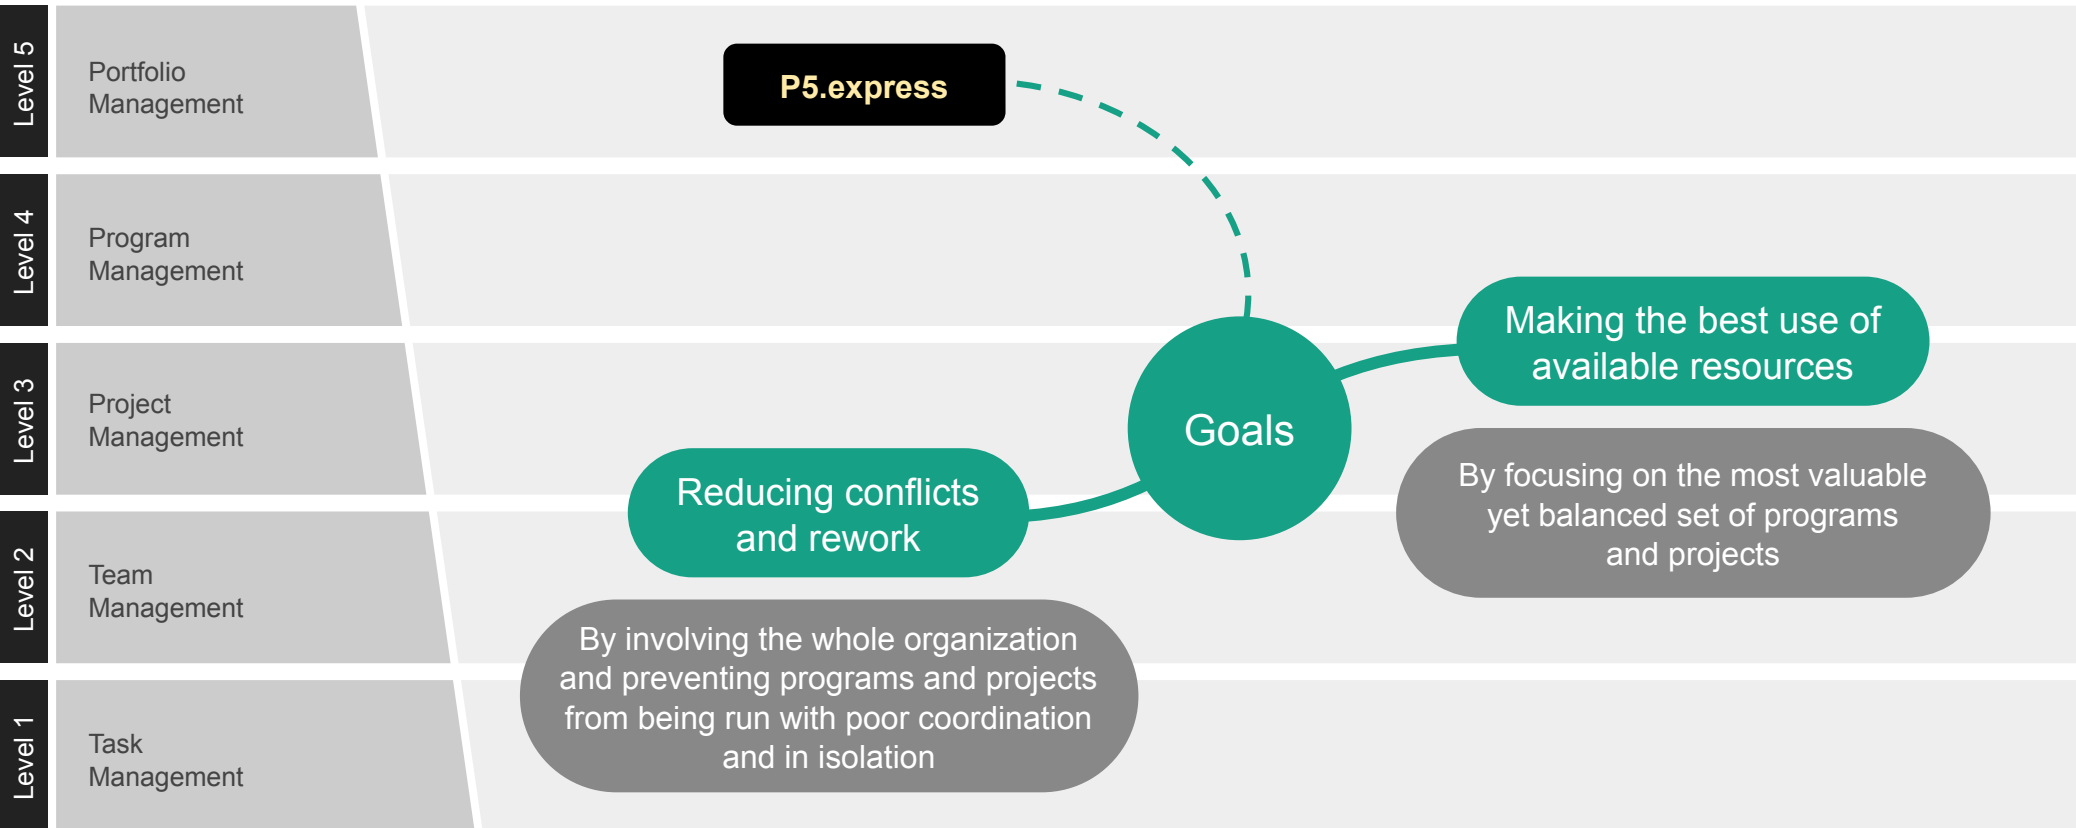 Level 5
Portfolio
Management
P5.express
Level 4
Program
Management
Making the best use of
available resources
Level 3
Project
Management
Goals
By focusing on the most valuable
yet balanced set of programs
and projects
Reducing conflicts
and rework
Level 2
Team
Management
By involving the whole organization
and preventing programs and projects
from being run with poor coordination
and in isolation
Level 1
Task
Management